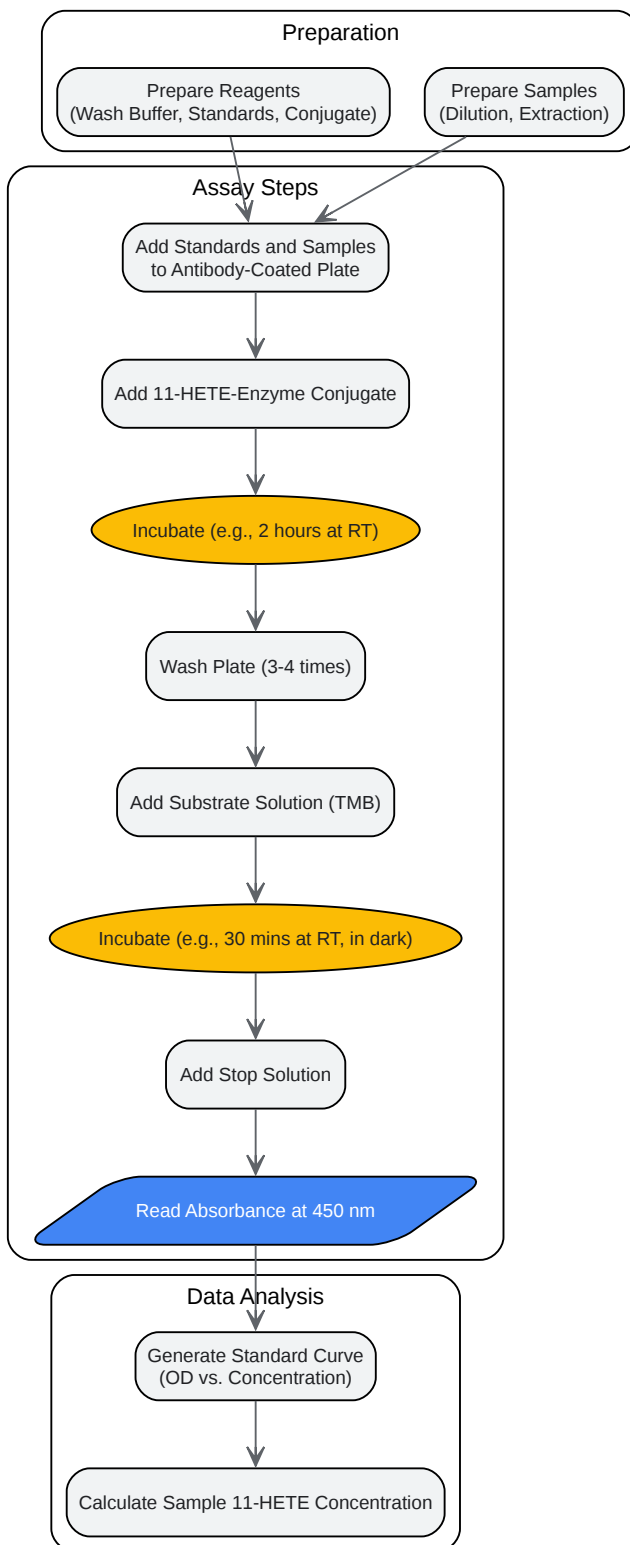 Preparation
Prepare Reagents
(Wash Buffer, Standards, Conjugate)
Prepare Samples
(Dilution, Extraction)
Assay Steps
Add Standards and Samples
to Antibody-Coated Plate
Add 11-HETE-Enzyme Conjugate
Incubate (e.g., 2 hours at RT)
Wash Plate (3-4 times)
Add Substrate Solution (TMB)
Incubate (e.g., 30 mins at RT, in dark)
Add Stop Solution
Read Absorbance at 450 nm
Data Analysis
Generate Standard Curve
(OD vs. Concentration)
Calculate Sample 11-HETE Concentration